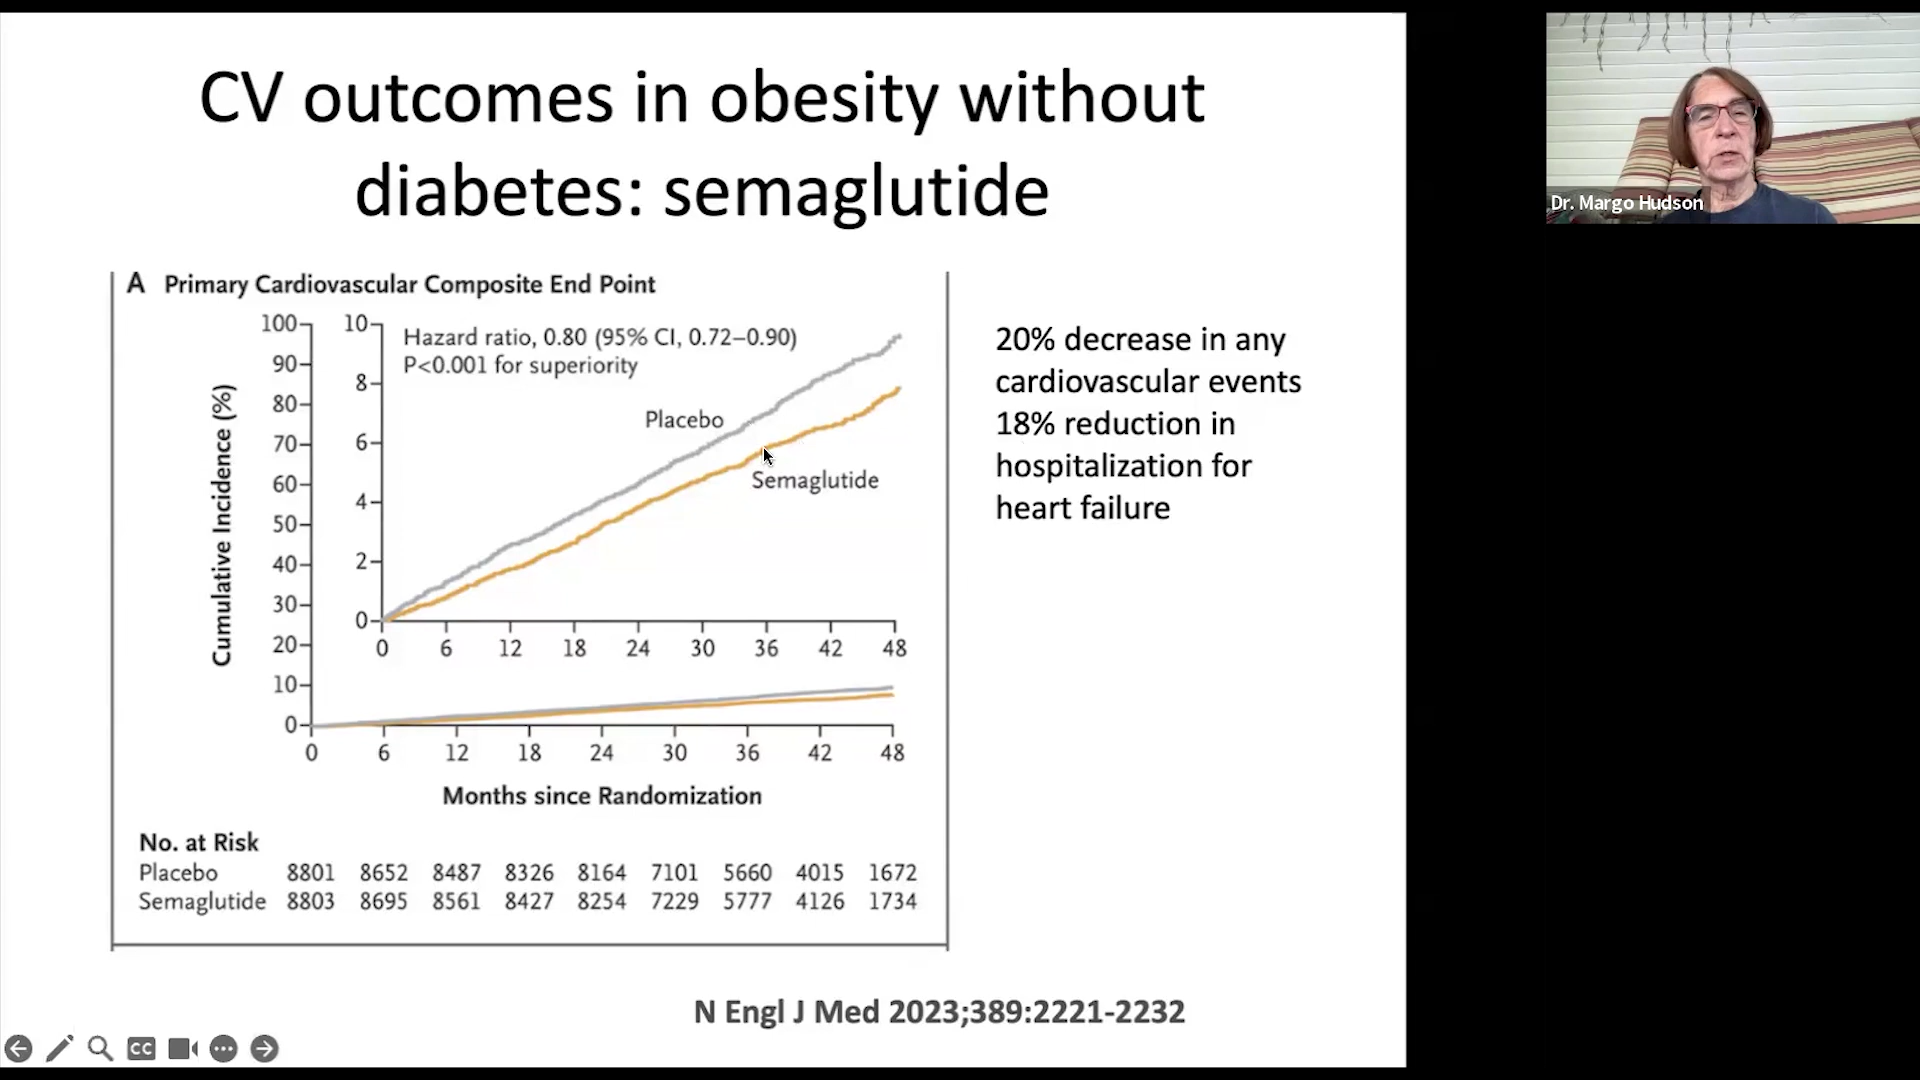 CV outcomes in obesity without
diabetes: semaglutide
A Primary Cardiovascular Composite End Point
Cumulative Incidence (%)
100
90
80
70
60
50
40
30
20
10
0
10
8
6
4
2
0
Hazard ratio, 0.80 (95% CI, 0.72–0.90)
P<0.001 for superiority
Placebo
Semaglutide
0 6 12 18 24 30 36 42 48
0 6 12 18 24 30 36 42 48
Months since Randomization
No. at Risk
Placebo 8801 8652 8487 8326 8164 7101 5660 4015 1672
Semaglutide 8803 8695 8561 8427 8254 7229 5777 4126 1734
20% decrease in any
cardiovascular events
18% reduction in
hospitalization for
heart failure
N Engl J Med 2023;389:2221-2232
CC
Dr. Margo Hudson